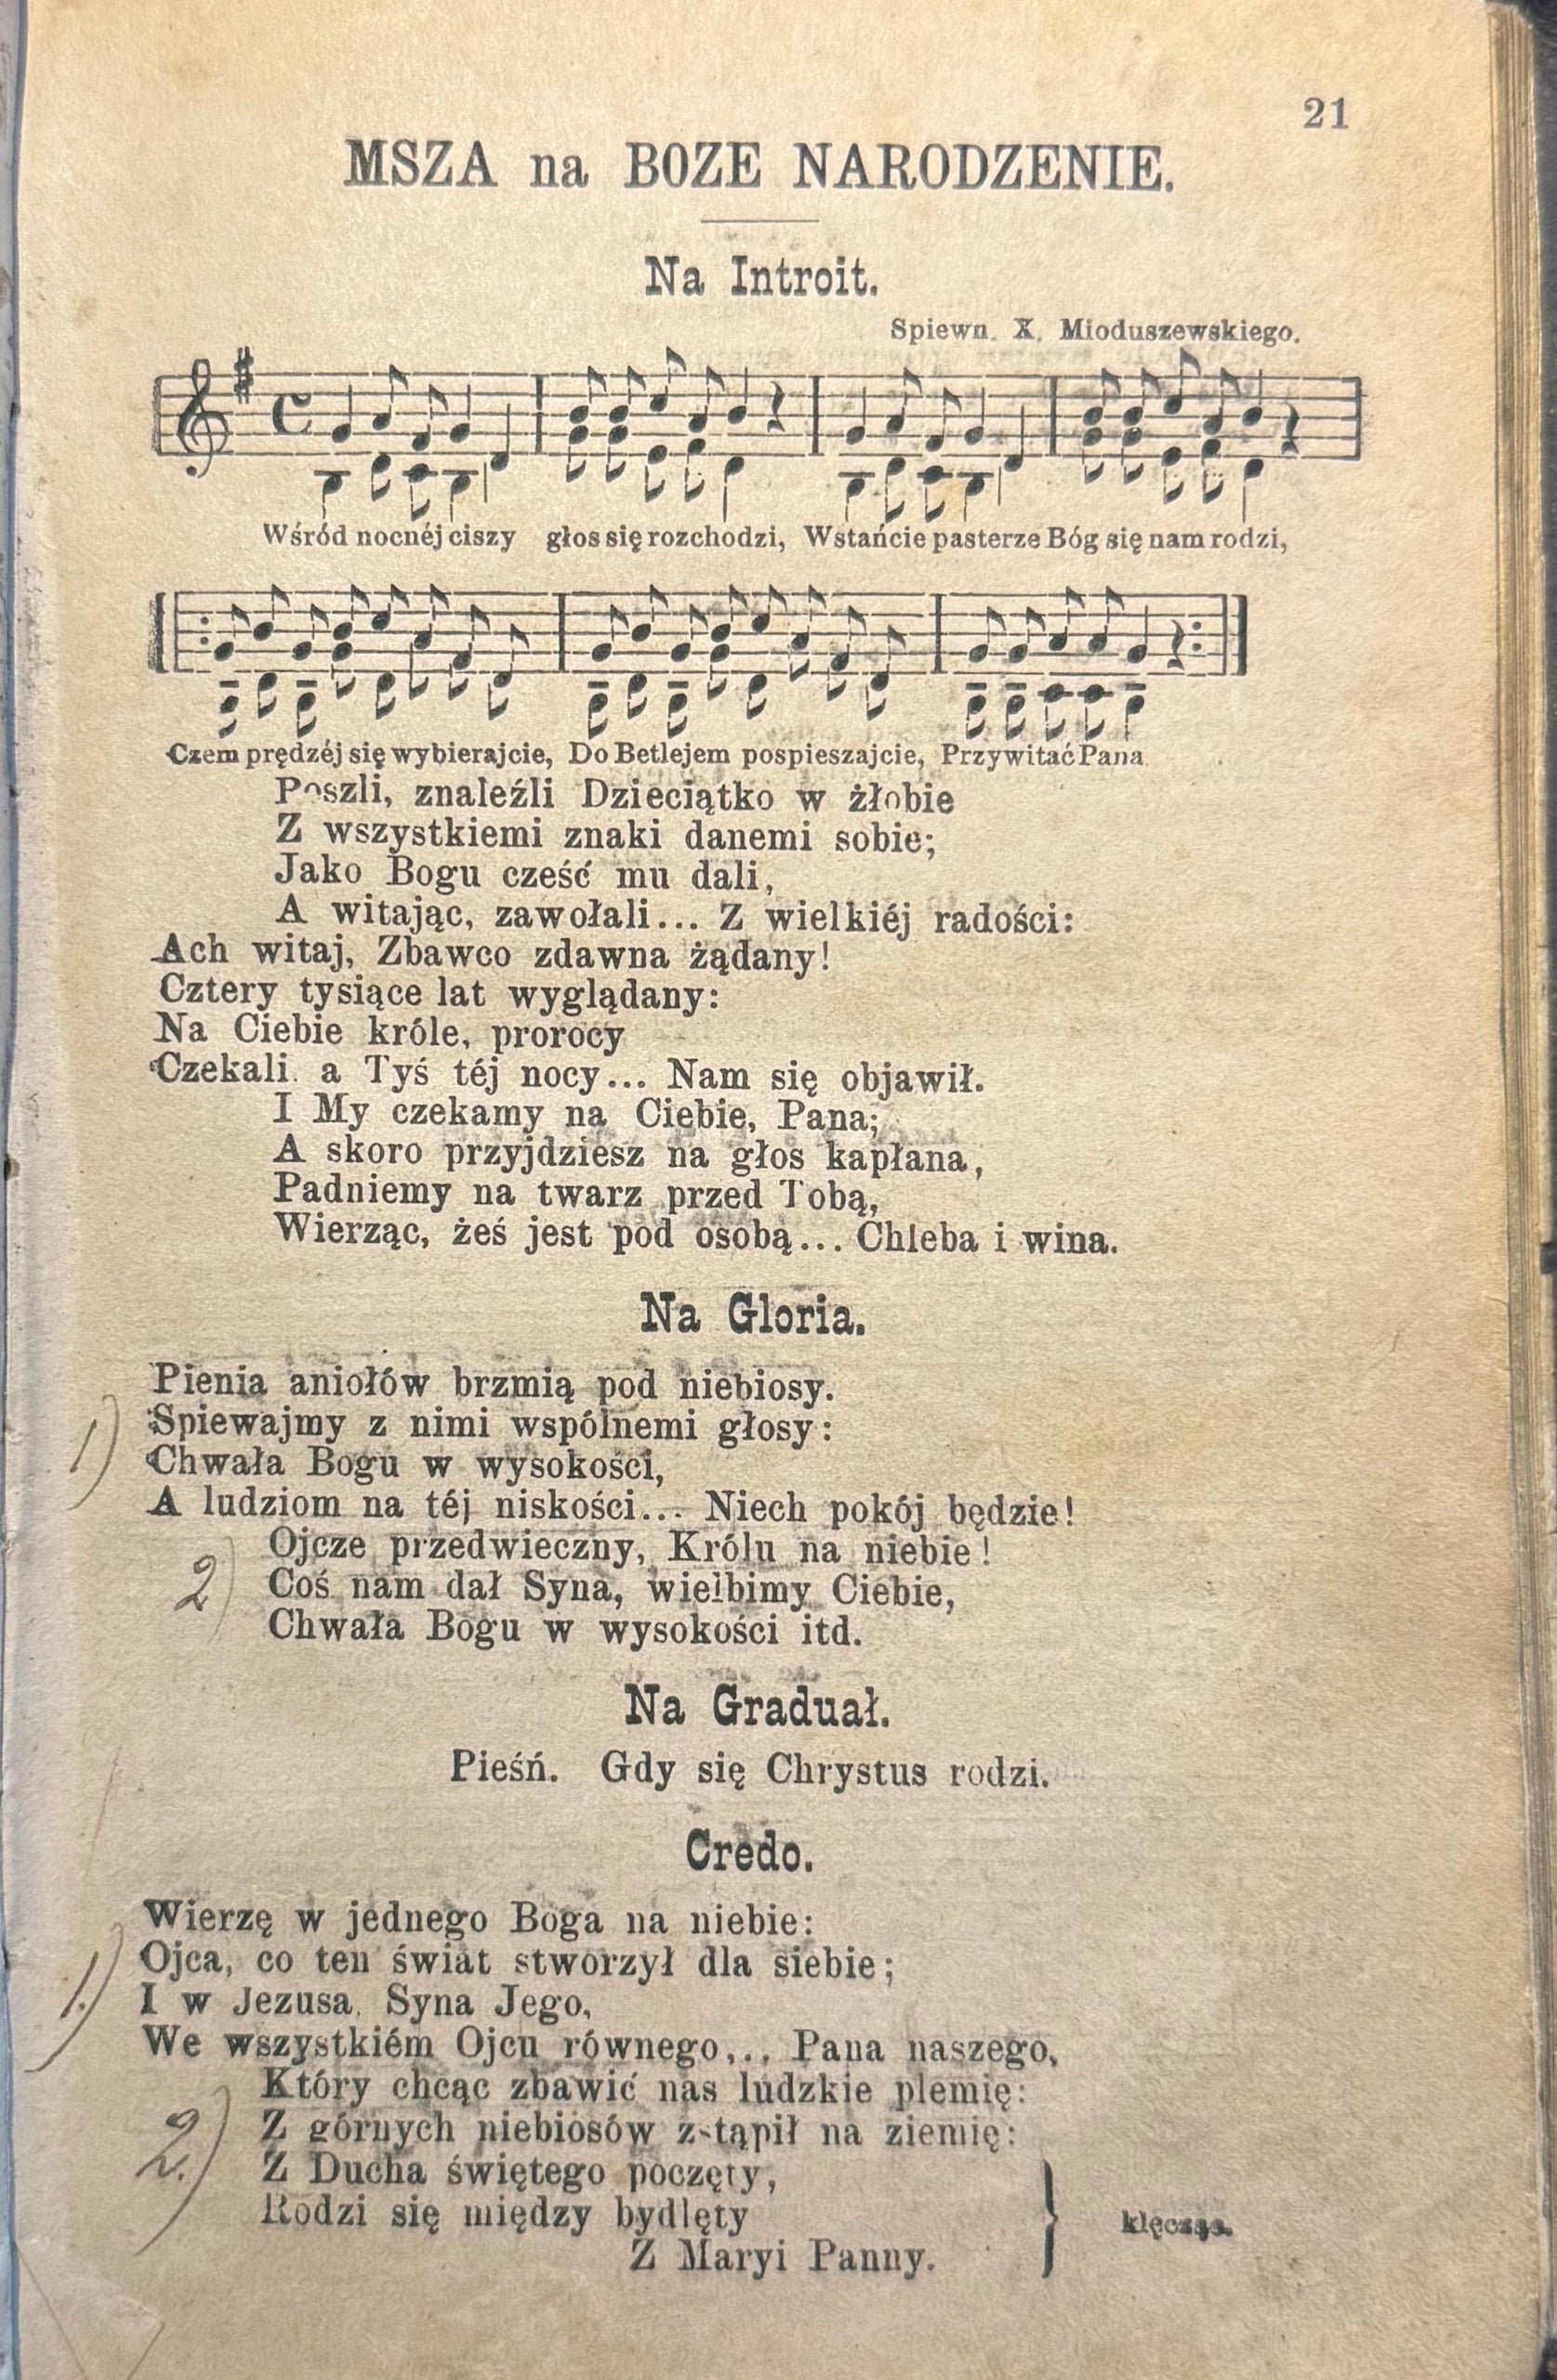 21
MSZA na BOZE NARODZENIE.
Na Introit.
Spiewn. X. Mioduszewskiego.
Wśród nocnéj ciszy głos się rozchodzi, Wstańcie pasterze Bóg się nam rodzi,
Czem prędzéj się wybierajcie, Do Betlejem pospieszajcie, Przywitać Pana
Poszli, znaleźli Dzieciątko w żłobie
Z wszystkiemi znaki danemi sobie;
Jako Bogu cześć mu dali,
A witając, zawołali... Z wielkiéj radości:
Ach witaj, Zbawco zdawna żądany!
Cztery tysiące lat wyglądany:
Na Ciebie króle, prorocy
Czekali. a Tyś téj nocy... Nam się objawił.
I My czekamy na Ciebie, Pana;
A skoro przyjdziesz na głos kapłana,
Padniemy na twarz przed Tobą,
Wierząc, żeś jest pod osobą... Chleba i wina.
Na Gloria.
Pienia aniołów brzmią pod niebiosy.
1) Spiewajmy z nimi wspólnemi głosy:
Chwała Bogu w wysokości,
A ludziom na téj niskości... Niech pokój będzie!
Ojcze przedwieczny, Królu na niebie!
2) Coś nam dał Syna, wielbimy Ciebie,
Chwała Bogu w wysokości itd.
Na Graduał.
Pieśń. Gdy się Chrystus rodzi.
Credo.
Wierzę w jednego Boga na niebie:
Ojca, co ten świat stworzył dla siebie;
1.) I w Jezusa. Syna Jego,
We wszystkiém Ojcu równego... Pana naszego,
Który chcąc zbawić nas ludzkie plemię:
2.) Z górnych niebiosów zstąpił na ziemię:
Z Ducha świętego poczęty,
Rodzi się między bydlęty
Z Maryi Panny.
klęcząc.